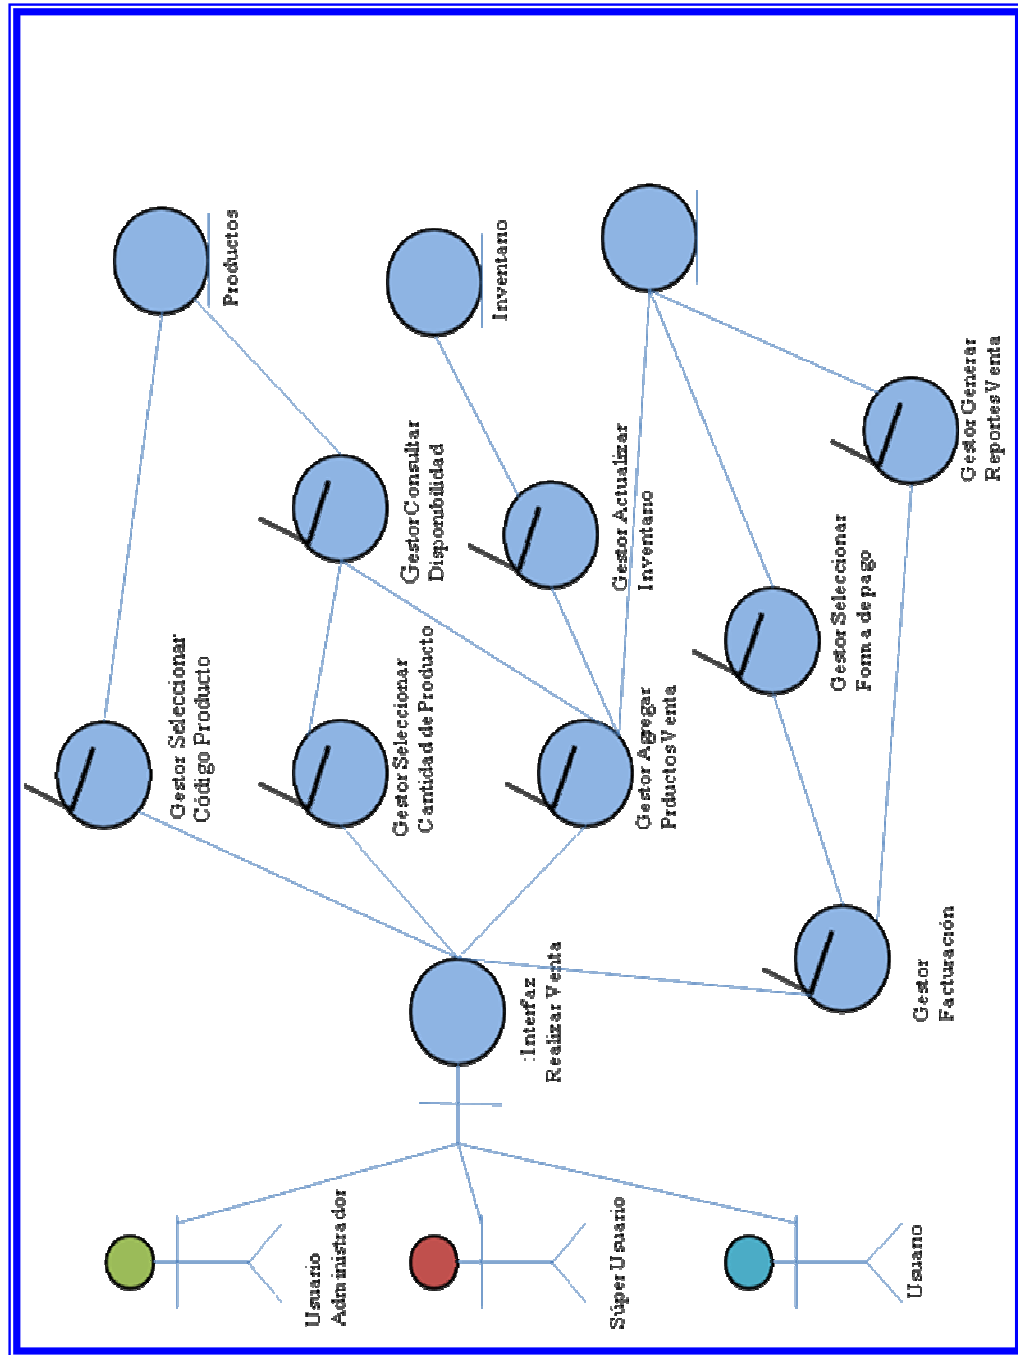 Productos
Inventario
Gestor Consultar
Disponibilidad
Gestor Actualizar
Inventario
Gestor Generar
Reportes Venta
Gestor Seleccionar
Código Producto
Gestor Seleccionar
Cantidad de Producto
Gestor Agregar
Prductos Venta
Gestor Seleccionar
Forma de pago
:Interfaz
Realizar Venta
Gestor
Facturación
Usuario
Administrador
Súper Usuario
Usuario